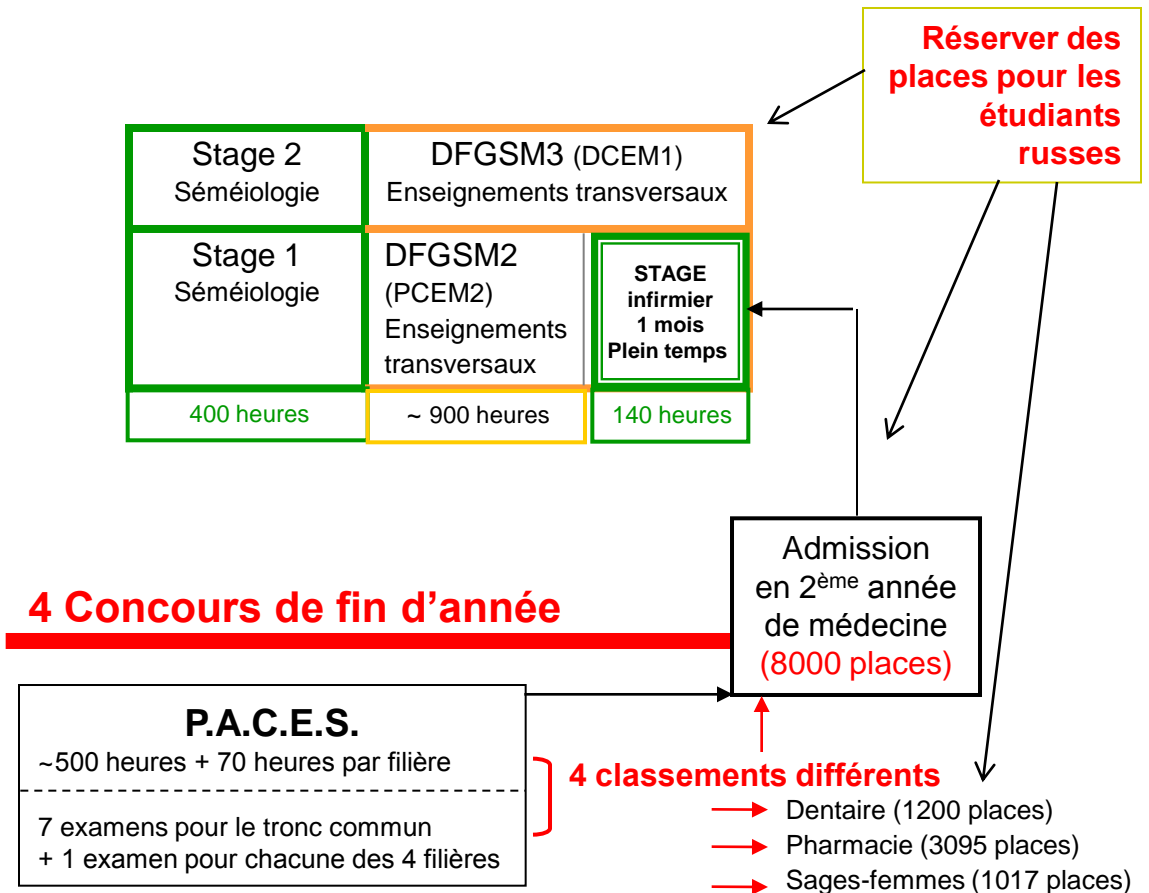 Réserver des
places pour les
étudiants
russes
Stage 2
Séméiologie
DFGSM3 (DCEM1)
Enseignements transversaux
Stage 1
Séméiologie
DFGSM2
(PCEM2)
Enseignements
transversaux
STAGE
infirmier
1 mois
Plein temps
400 heures
~ 900 heures
140 heures
Admission
en 2ème année
de médecine
(8000 places)
4 Concours de fin d’année
P.A.C.E.S.
~500 heures + 70 heures par filière
7 examens pour le tronc commun
+ 1 examen pour chacune des 4 filières
4 classements différents
Dentaire (1200 places)
Pharmacie (3095 places)
Sages-femmes (1017 places)